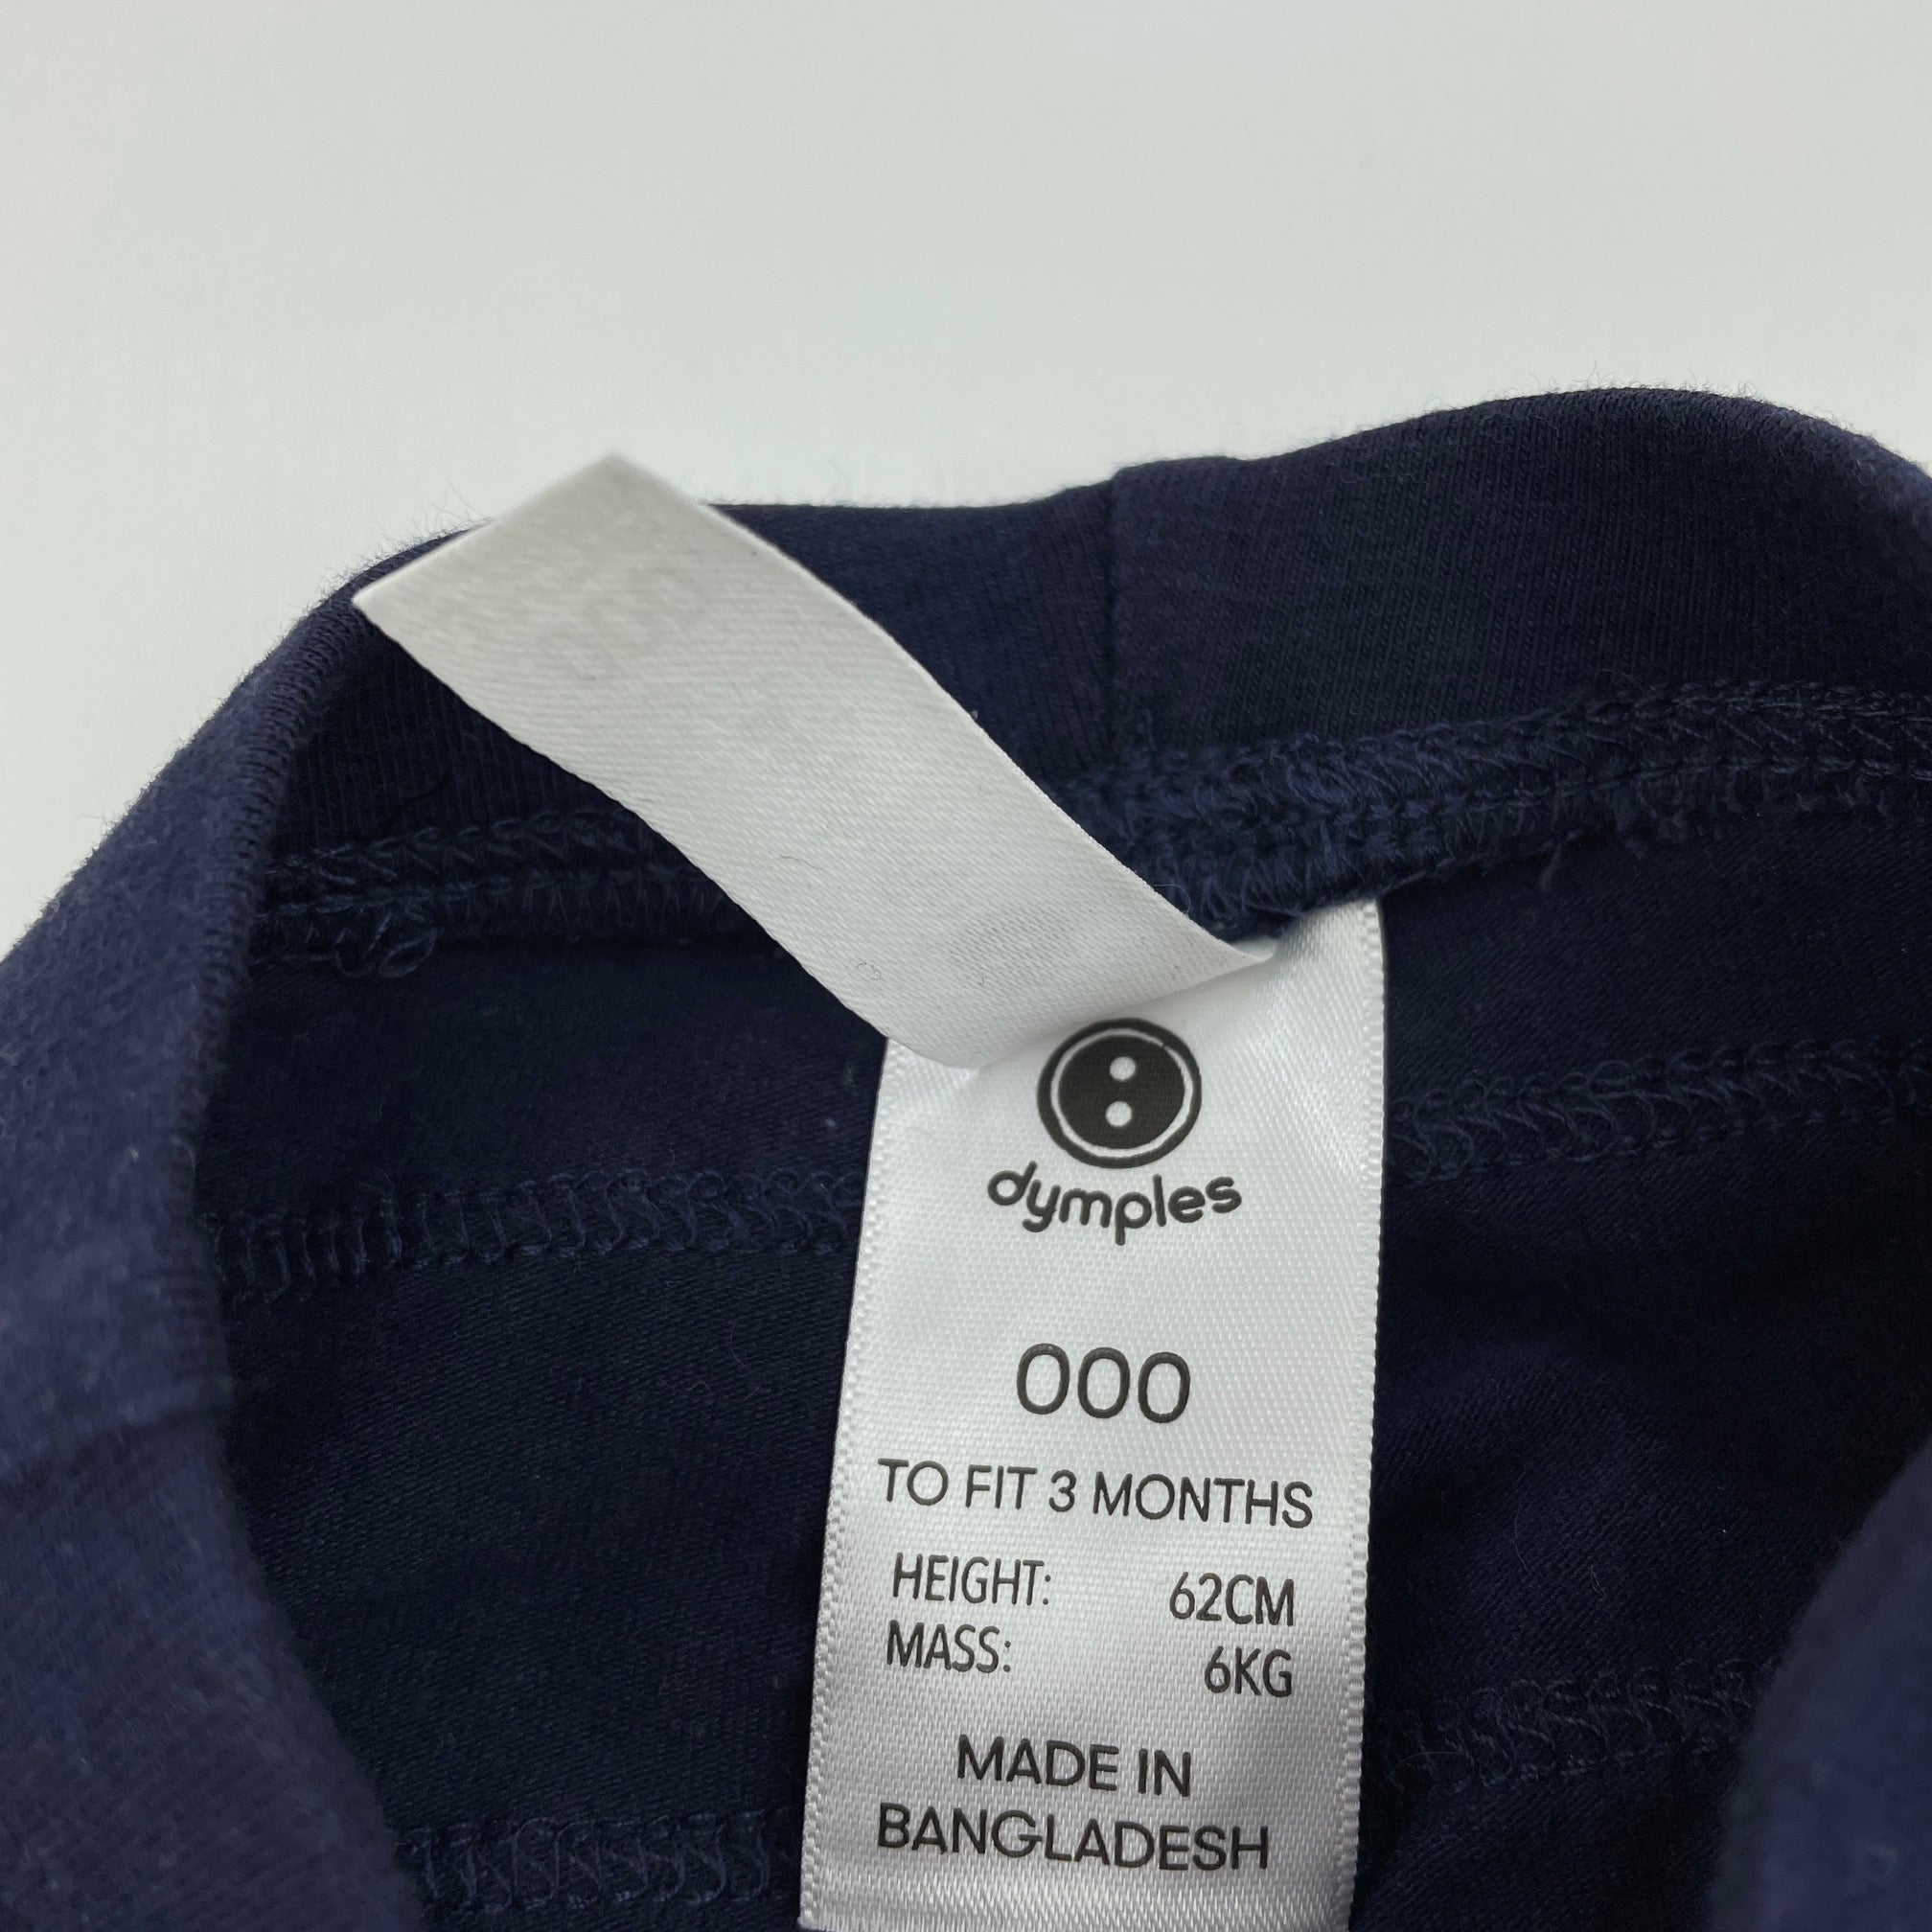 dymples
000
TO FIT 3 MONTHS
HEIGHT: 62CM
MASS: 6KG
MADE IN
BANGLADESH